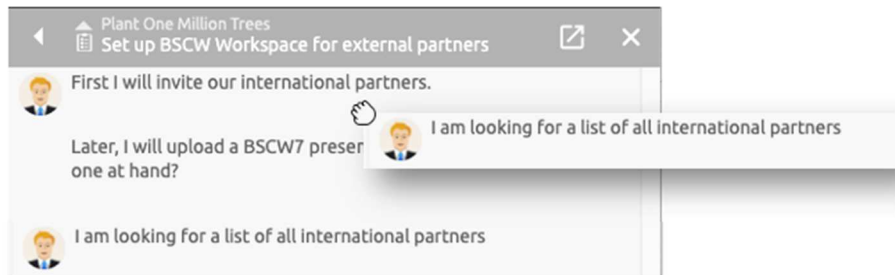 Plant One Million Trees
Set up BSCW Workspace for external partners
First I will invite our international partners.
I am looking for a list of all international partners
Later, I will upload a BSCW7 presen
one at hand?
I am looking for a list of all international partners